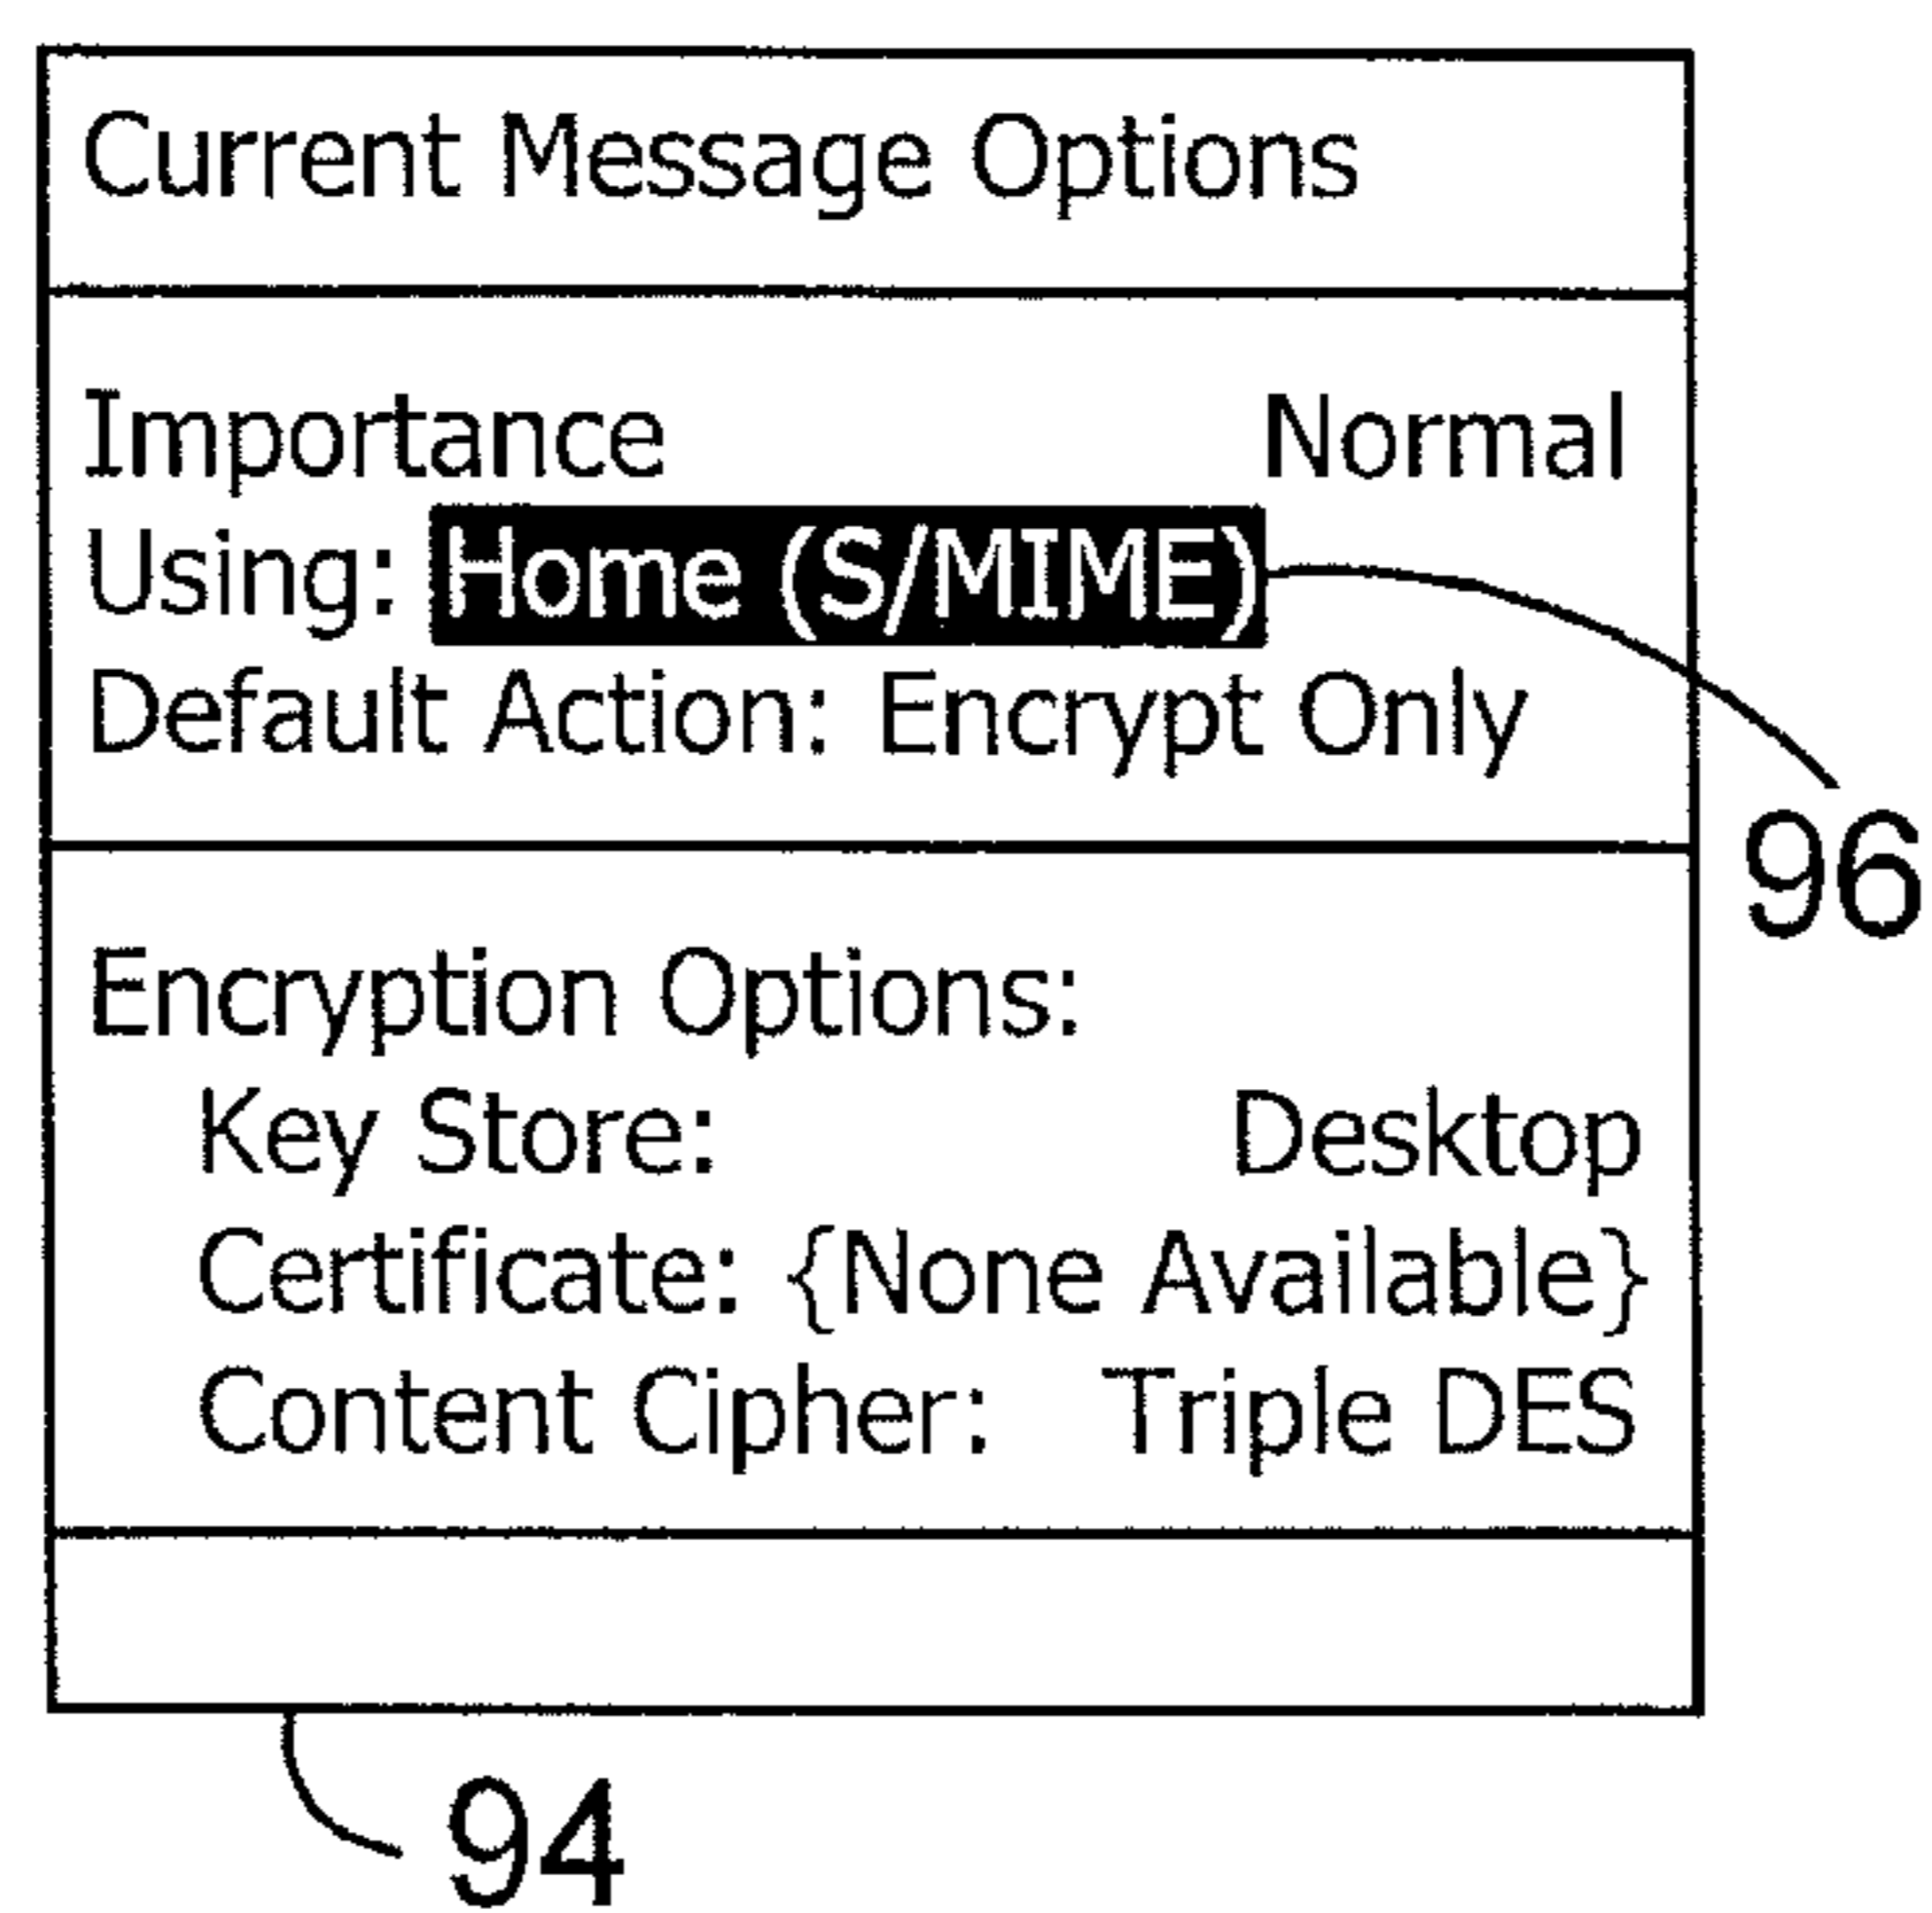 Current Message Options
Importance Normal
Using: Home (S/MIME)
Default Action: Encrypt Only
96
Encryption Options:
Key Store: Desktop
Certificate: {None Available}
Content Cipher: Triple DES
94